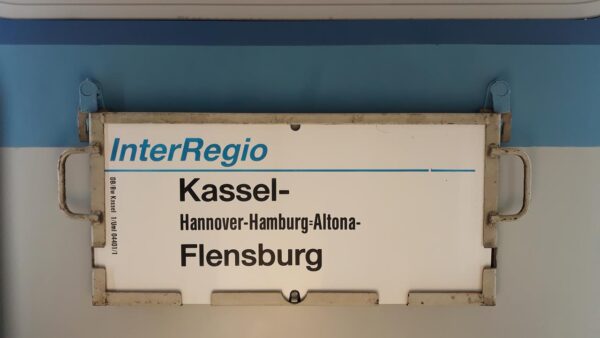 InterRegio
Kassel-
Hannover-Hamburg=Altona-
Flensburg